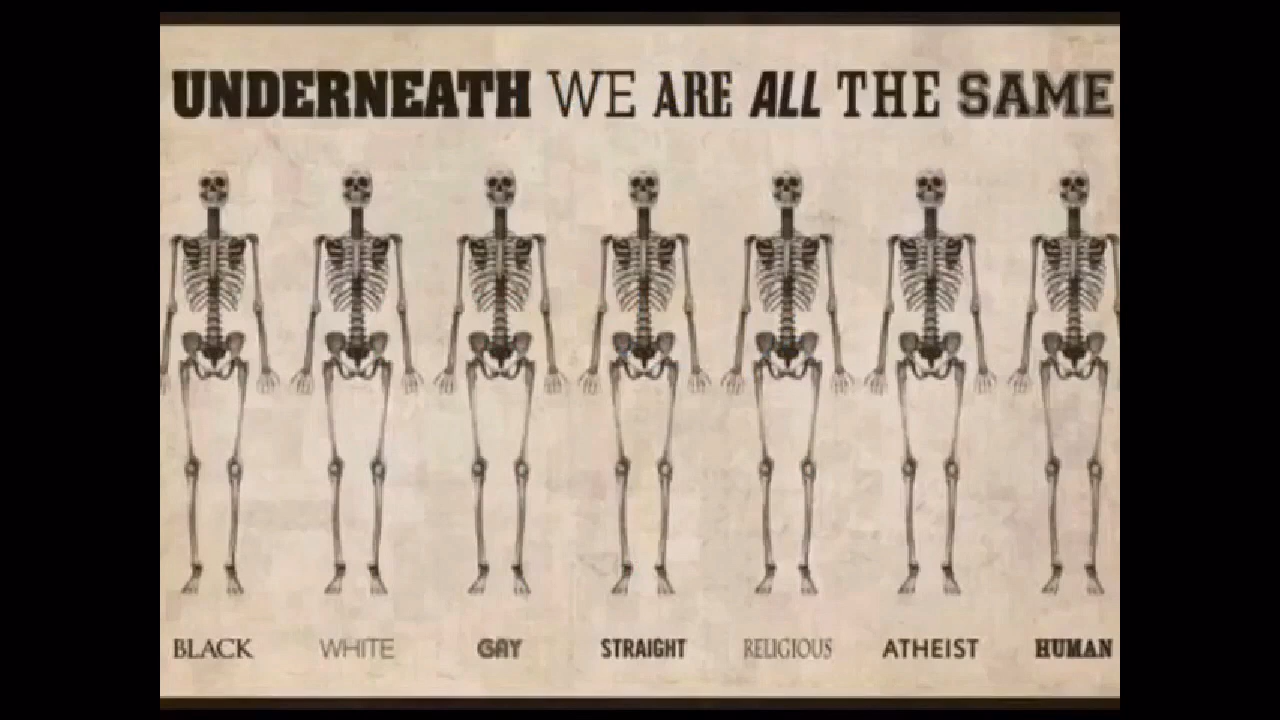 UNDERNEATH WE ARE ALL THE SAME
BLACK WHITE GAY STRAIGHT RELIGIOUS ATHEIST HUMAN